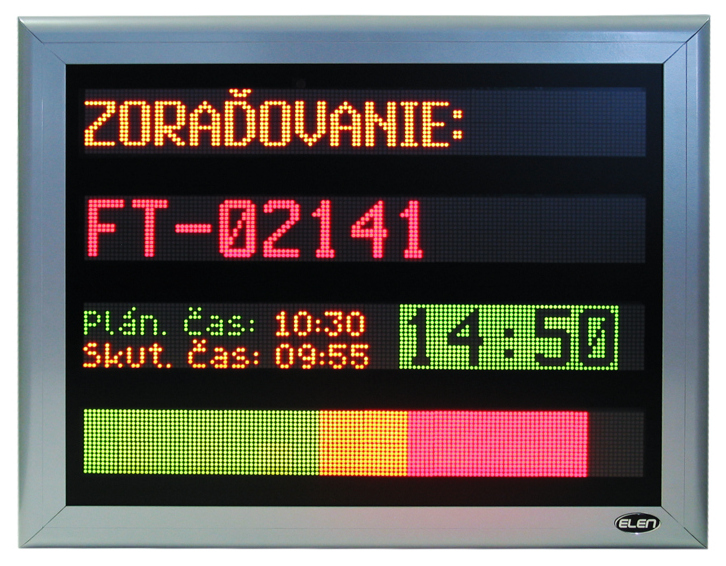 ZORAĎOVANIE:
FT-02141
Plán. čas: 10:30
Skut. čas: 09:55
14:50
ELEN